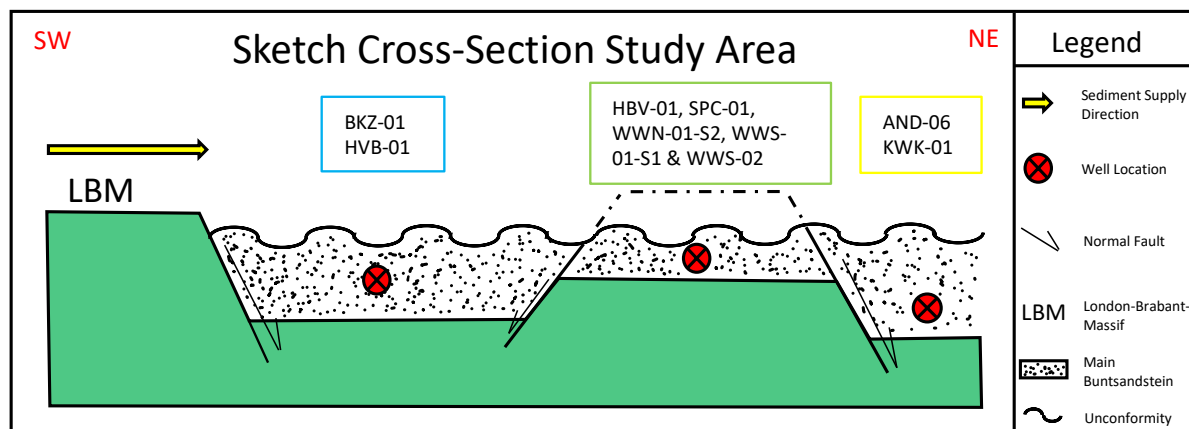 SW
Sketch Cross-Section Study Area
NE
BKZ-01
HVB-01
HBV-01, SPC-01,
WWN-01-S2, WWS-
01-S1 & WWS-02
AND-06
KWK-01
LBM
Legend
Sediment Supply
Direction
Well Location
Normal Fault
LBM
London-Brabant-
Massif
Main
Buntsandstein
Unconformity